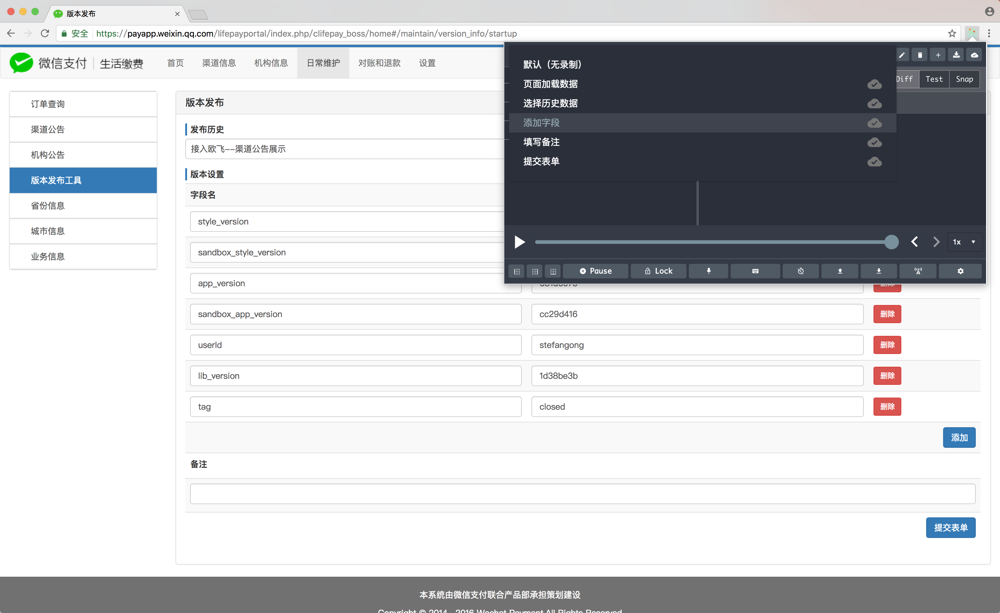 版本发布
安全 https://payapp.weixin.qq.com/lifepayportal/index.php/clifepay_boss/home#/maintain/version_info/startup
微信支付 生活缴费 首页 渠道信息 机构信息 日常维护 对账和退款 设置
订单查询
渠道公告
机构公告
版本发布工具
省份信息
城市信息
业务信息
版本发布
发布历史
接入欧飞--渠道公告展示
版本设置
字段名
style_version
sandbox_style_version
app_version
sandbox_app_version cc29d416 删除
userId stefangong 删除
lib_version 1d38be3b 删除
tag closed 删除
添加
备注
提交表单
默认（无录制）
页面加载数据
选择历史数据
添加字段
填写备注
提交表单
Diff Test Snap
1x
Pause Lock
本系统由微信支付联合产品部承担策划建设
Copyright © 2014 - 2016 Wechat Payment All Rights Reserved